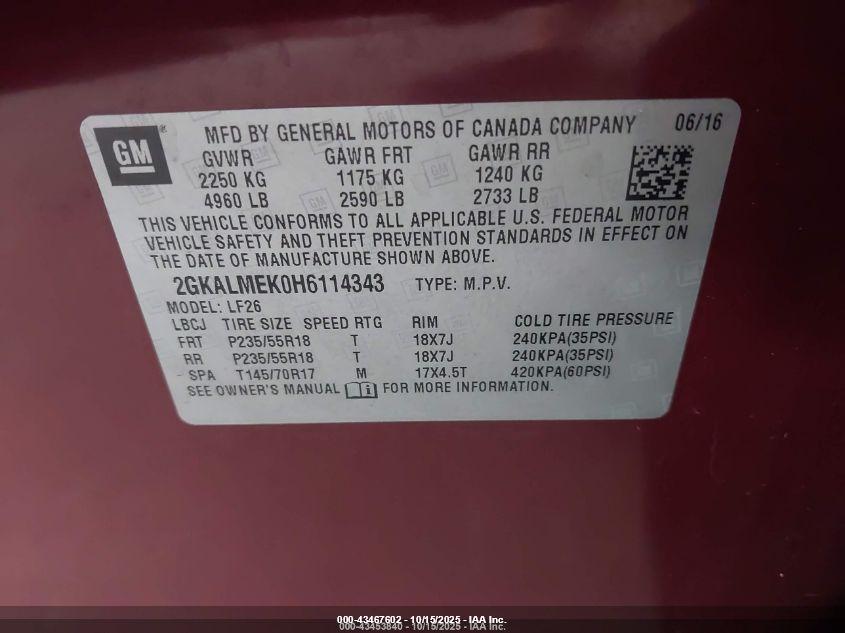 GM
MFD BY GENERAL MOTORS OF CANADA COMPANY 06/16
GVWR GAWR FRT GAWR RR
2250 KG 1175 KG 1240 KG
4960 LB 2590 LB 2733 LB
THIS VEHICLE CONFORMS TO ALL APPLICABLE U.S. FEDERAL MOTOR
VEHICLE SAFETY AND THEFT PREVENTION STANDARDS IN EFFECT ON
THE DATE OF MANUFACTURE SHOWN ABOVE.
2GKALMEK0H6114343 TYPE: M.P.V.
MODEL: LF26
LBCJ TIRE SIZE SPEED RTG RIM COLD TIRE PRESSURE
FRT P235/55R18 T 18X7J 240KPA(35PSI)
RR P235/55R18 T 18X7J 240KPA(35PSI)
SPA T145/70R17 M 17X4.5T 420KPA(60PSI)
SEE OWNER'S MANUAL FOR MORE INFORMATION.
000-43467602 - 10/15/2025 - IAA Inc.
000-43453840 - 10/15/2025 - IAA Inc.